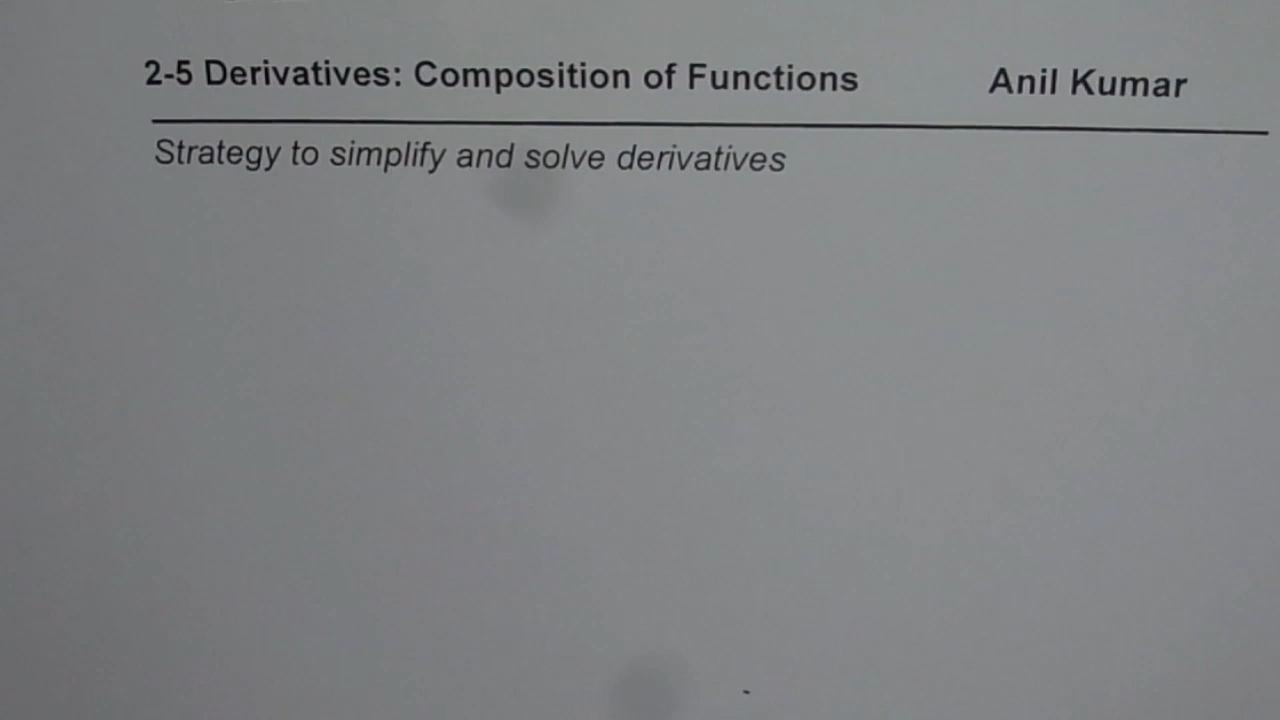 2-5 Derivatives: Composition of Functions Anil Kumar
Strategy to simplify and solve derivatives